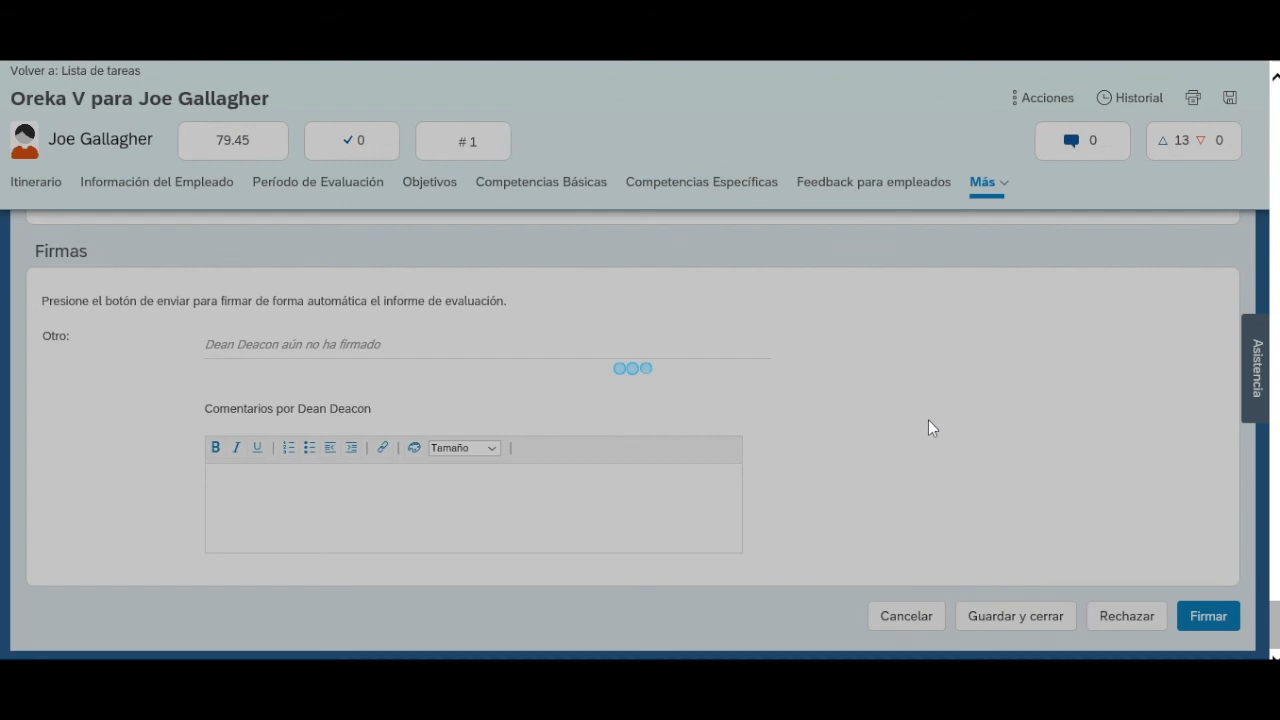 Volver a: Lista de tareas
Oreka V para Joe Gallagher
Acciones
Historial
Joe Gallagher
79.45
0
# 1
0
13
0
Itinerario
Información del Empleado
Período de Evaluación
Objetivos
Competencias Básicas
Competencias Específicas
Feedback para empleados
Más
Firmas
Presione el botón de enviar para firmar de forma automática el informe de evaluación.
Otro:
Dean Deacon aún no ha firmado
Asistencia
Comentarios por Dean Deacon
B I U
Tamaño
Cancelar
Guardar y cerrar
Rechazar
Firmar